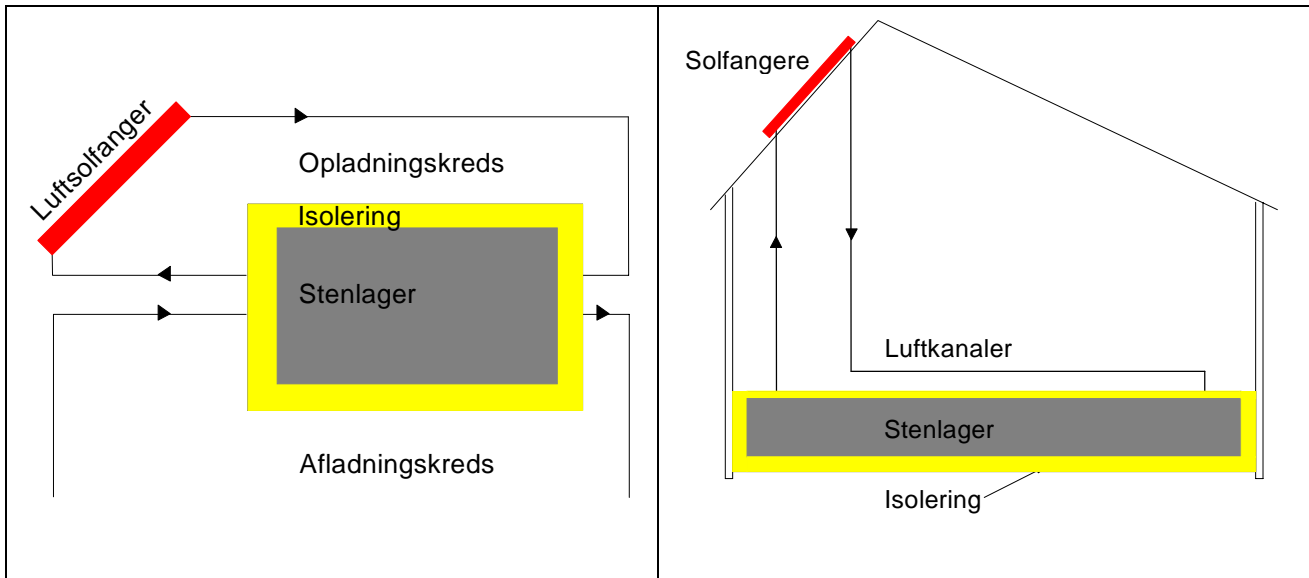 Luftsolfanger
Opladningskreds
Isolering
Stenlager
Afladningskreds
Solfangere
Luftkanaler
Stenlager
Isolering